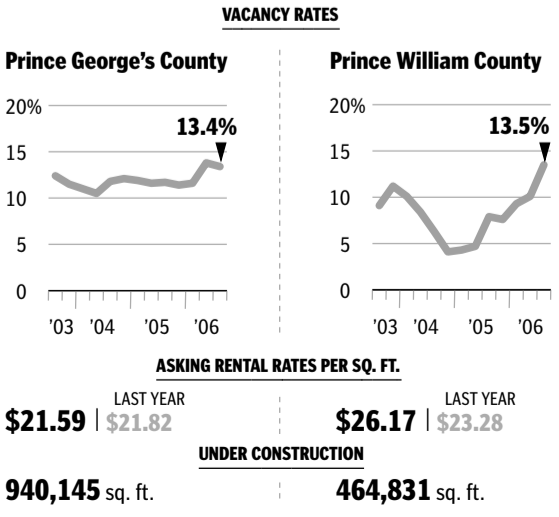 VACANCY RATES
Prince George's County
20%
13.4%
15
10
5
0
'03 '04 '05 '06
Prince William County
20%
13.5%
15
10
5
0
'03 '04 '05 '06
ASKING RENTAL RATES PER SQ. FT.
LAST YEAR
$21.59 | $21.82
LAST YEAR
$26.17 | $23.28
UNDER CONSTRUCTION
940,145 sq. ft.
464,831 sq. ft.